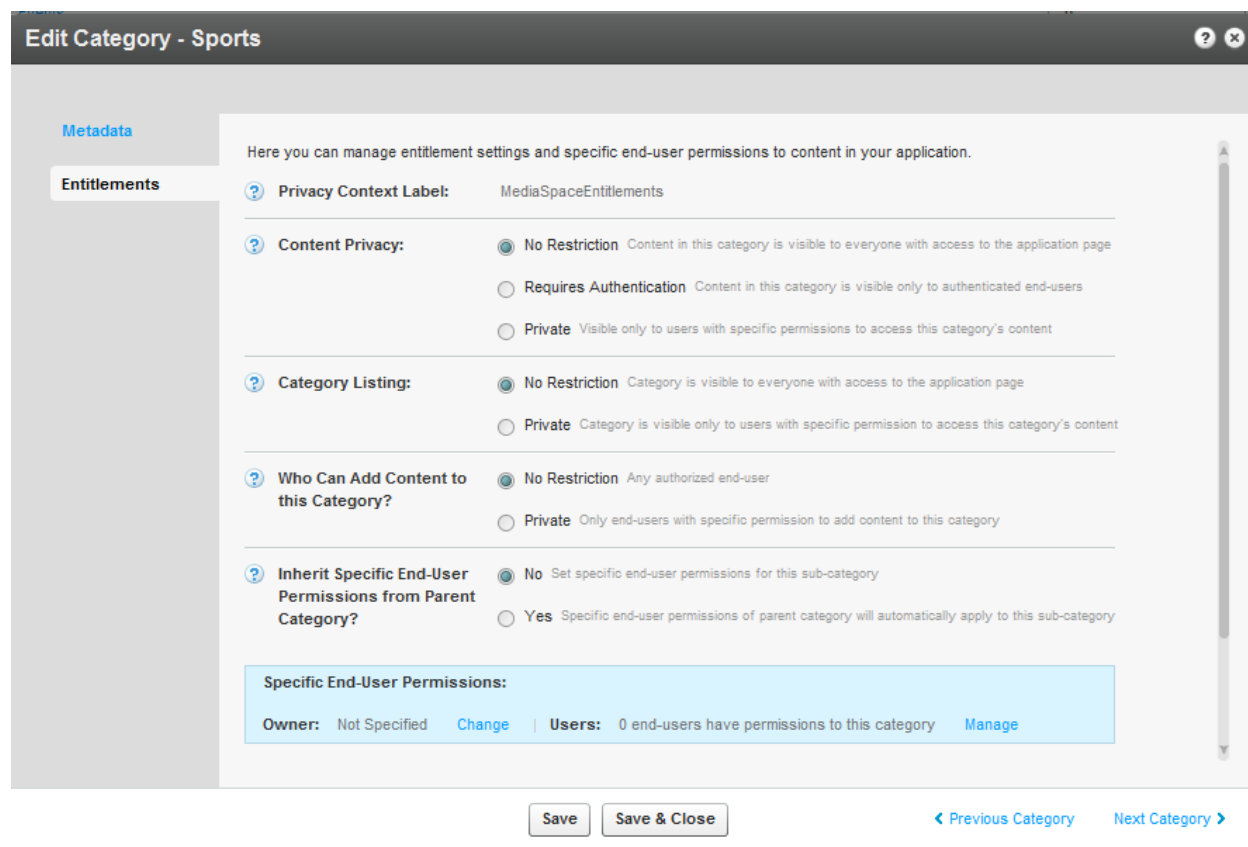 Edit Category - Sports
Metadata
Entitlements
Here you can manage entitlement settings and specific end-user permissions to content in your application.
? Privacy Context Label: MediaSpaceEntitlements
? Content Privacy: No Restriction Content in this category is visible to everyone with access to the application page
Requires Authentication Content in this category is visible only to authenticated end-users
Private Visible only to users with specific permissions to access this category's content
? Category Listing: No Restriction Category is visible to everyone with access to the application page
Private Category is visible only to users with specific permission to access this category's content
? Who Can Add Content to this Category? No Restriction Any authorized end-user
Private Only end-users with specific permission to add content to this category
? Inherit Specific End-User Permissions from Parent Category? No Set specific end-user permissions for this sub-category
Yes Specific end-user permissions of parent category will automatically apply to this sub-category
Specific End-User Permissions:
Owner: Not Specified Change | Users: 0 end-users have permissions to this category Manage
Save Save & Close Previous Category Next Category